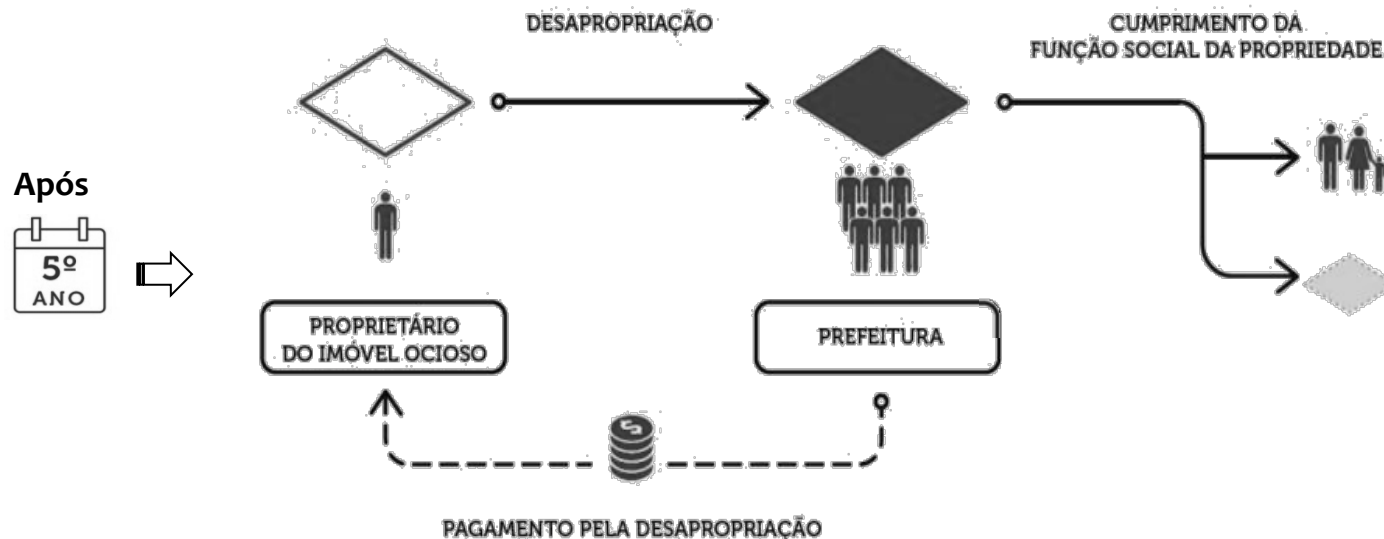 DESAPROPRIAÇÃO
CUMPRIMENTO DA
FUNÇÃO SOCIAL DA PROPRIEDADE
Após
5º
ANO
PROPRIETÁRIO
DO IMÓVEL OCIOSO
PREFEITURA
$
PAGAMENTO PELA DESAPROPRIAÇÃO